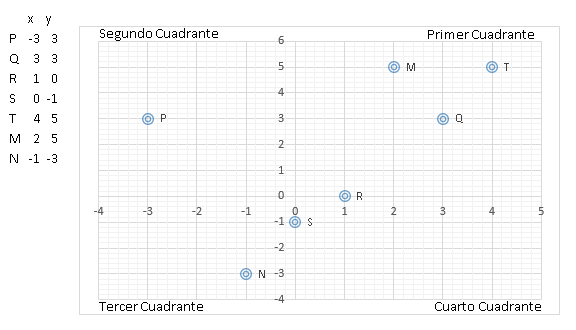 x y
P -3 3
Q 3 3
R 1 0
S 0 -1
T 4 5
M 2 5
N -1 -3
Segundo Cuadrante
Primer Cuadrante
6
5
M
T
4
3
P
Q
2
1
0
R
-4 -3 -2 -1 0 1 2 3 4 5
-1
S
-2
-3
N
-4
Tercer Cuadrante
Cuarto Cuadrante